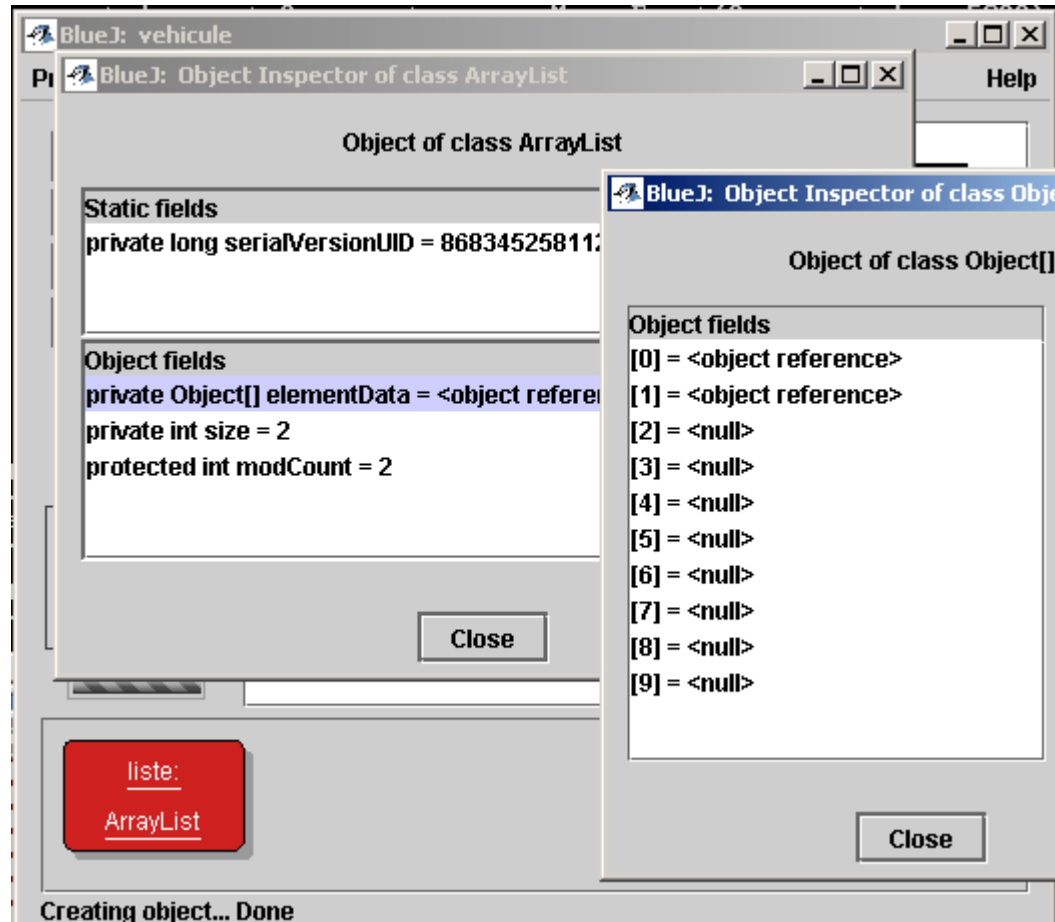 BlueJ: vehicule
BlueJ: Object Inspector of class ArrayList
Help
Object of class ArrayList
Static fields
private long serialVersionUID = 868345258112
Object fields
private Object[] elementData = <object refere
private int size = 2
protected int modCount = 2
Close
BlueJ: Object Inspector of class Obje
Object of class Object[]
Object fields
[0] = <object reference>
[1] = <object reference>
[2] = <null>
[3] = <null>
[4] = <null>
[5] = <null>
[6] = <null>
[7] = <null>
[8] = <null>
[9] = <null>
Close
liste:
ArrayList
Creating object... Done